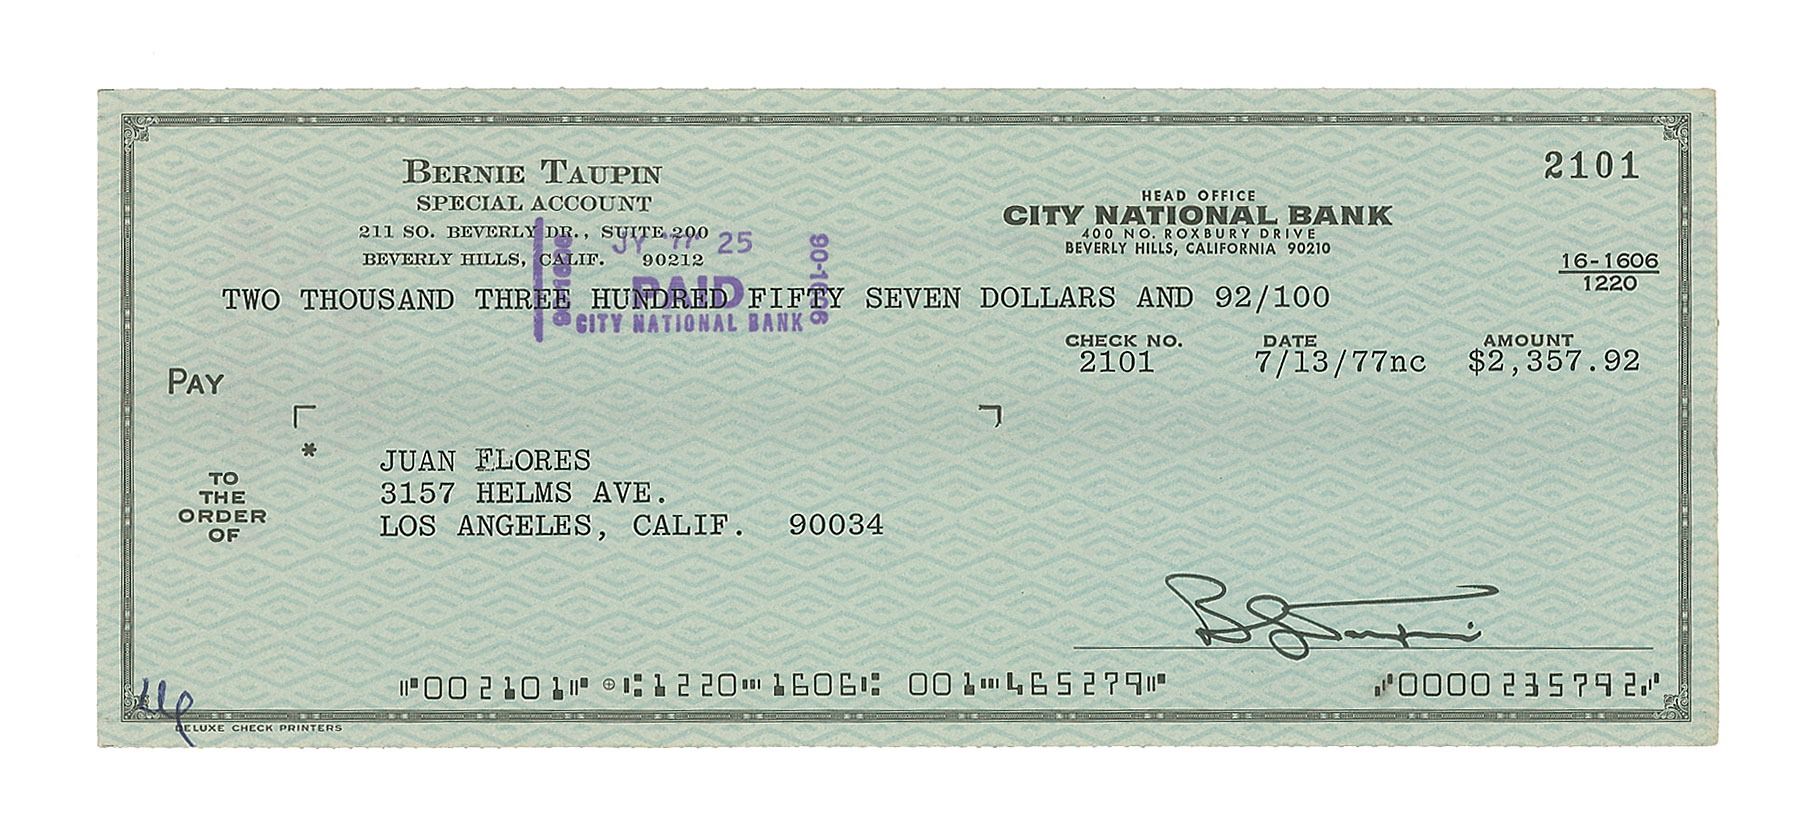 BERNIE TAUPIN
SPECIAL ACCOUNT
211 SO. BEVERLY DR., SUITE 200
BEVERLY HILLS, CALIF. 90212
2101
HEAD OFFICE
CITY NATIONAL BANK
400 NO. ROXBURY DRIVE
BEVERLY HILLS, CALIFORNIA 90210
16-1606
1220
JY '77 25
PAID
CITY NATIONAL BANK
90-1606
TWO THOUSAND THREE HUNDRED FIFTY SEVEN DOLLARS AND 92/100
CHECK NO. DATE AMOUNT
2101 7/13/77nc $2,357.92
PAY
TO
THE
ORDER
OF
* JUAN FLORES
3157 HELMS AVE.
LOS ANGELES, CALIF. 90034
B Taupin
⑈002101⑈ ⑆1220⑉1606⑆ 001⑉465279⑈ ⑈0000235792⑈
DELUXE CHECK PRINTERS